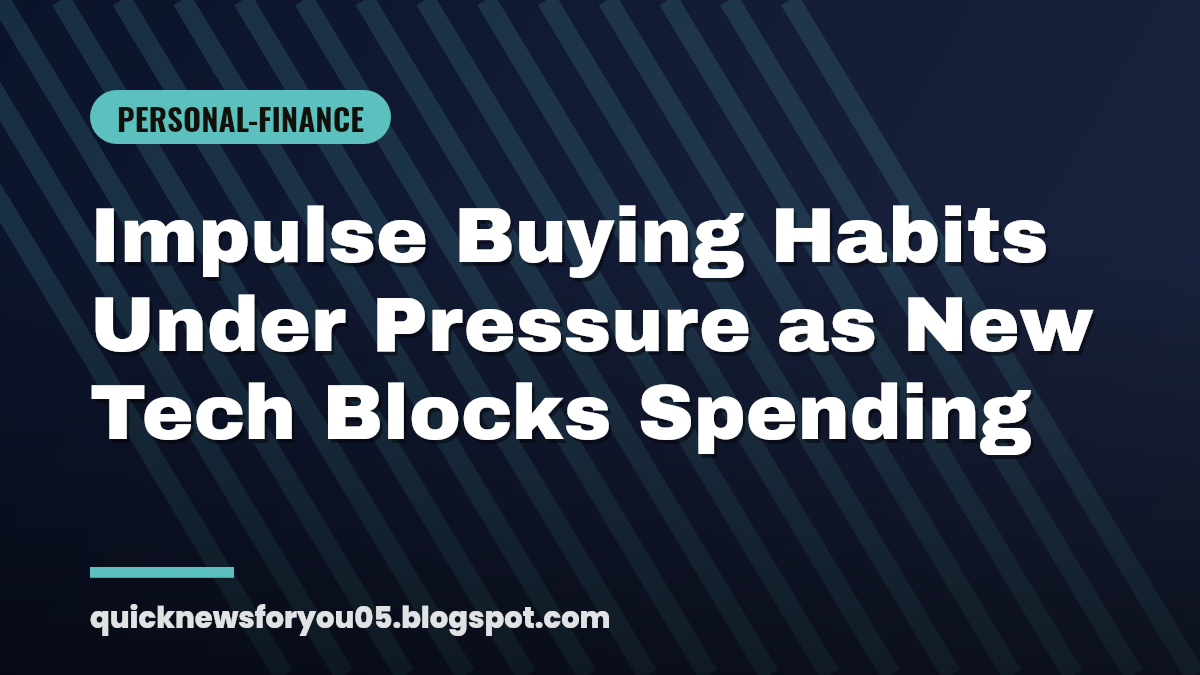 PERSONAL-FINANCE
Impulse Buying Habits
Under Pressure as New
Tech Blocks Spending
quicknewsforyou05.blogspot.com